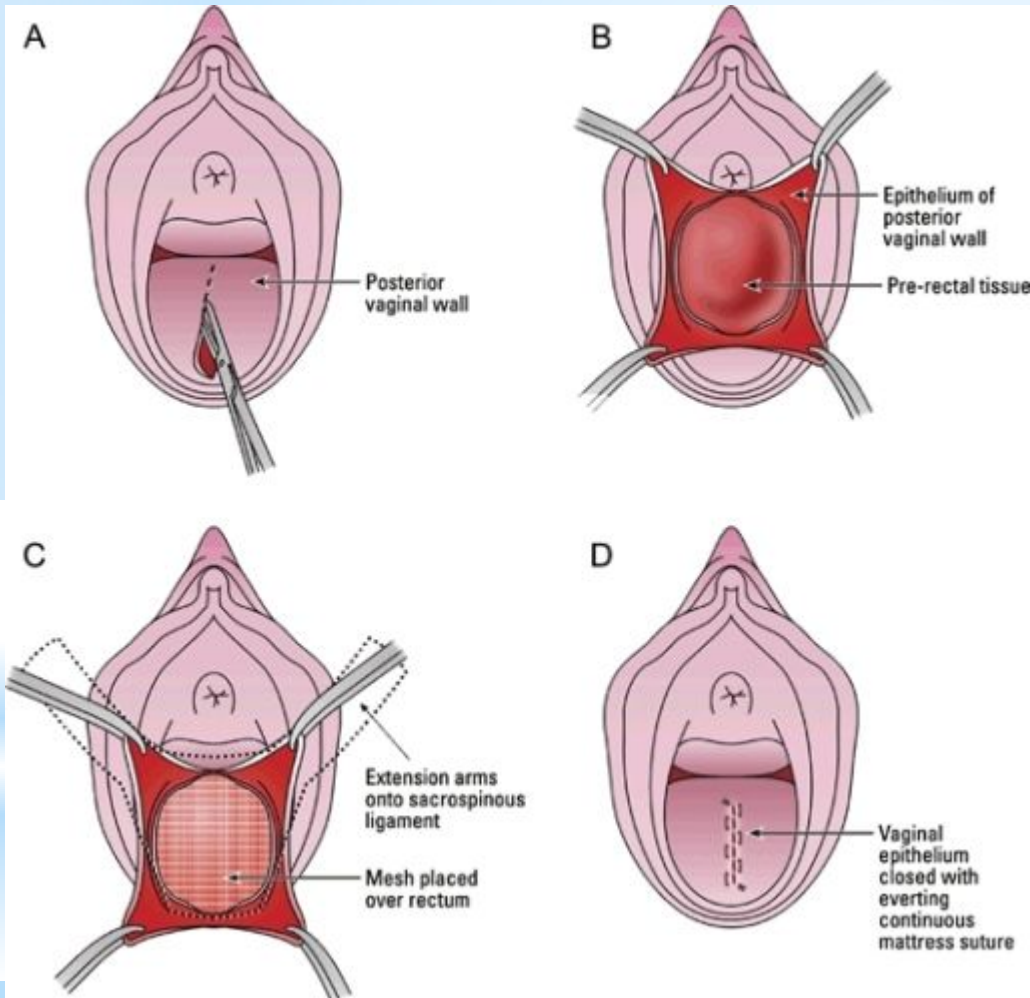 A
Posterior
vaginal wall
B
Epithelium of
posterior
vaginal wall
Pre-rectal tissue
C
Extension arms
onto sacrospinous
ligament
Mesh placed
over rectum
D
Vaginal
epithelium
closed with
everting
continuous
mattress suture